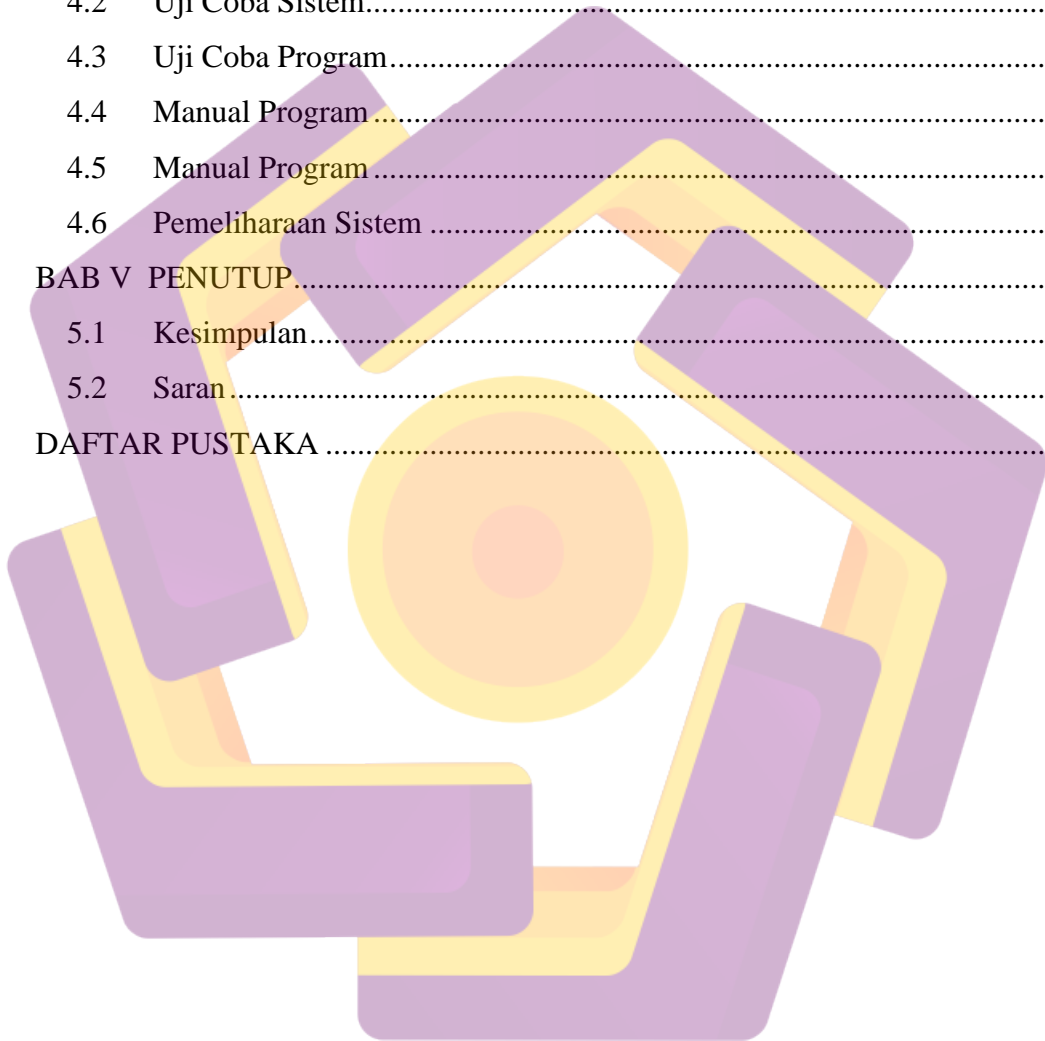 4.2 Uji Coba Sistem........................................................................
4.3 Uji Coba Program.....................................................................
4.4 Manual Program.......................................................................
4.5 Manual Program.......................................................................
4.6 Pemeliharaan Sistem................................................................
BAB V PENUTUP................................................................................
5.1 Kesimpulan...............................................................................
5.2 Saran.........................................................................................
DAFTAR PUSTAKA............................................................................